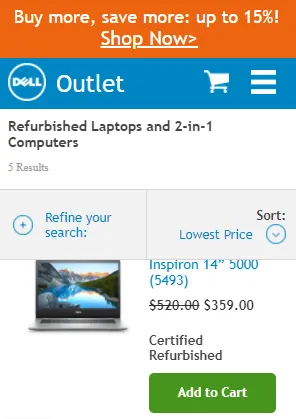 Buy more, save more: up to 15%!
Shop Now>
DELL Outlet
Refurbished Laptops and 2-in-1
Computers
5 Results
Refine your
search:
Sort:
Lowest Price
Inspiron 14” 5000
(5493)
$520.00 $359.00
Certified
Refurbished
Add to Cart